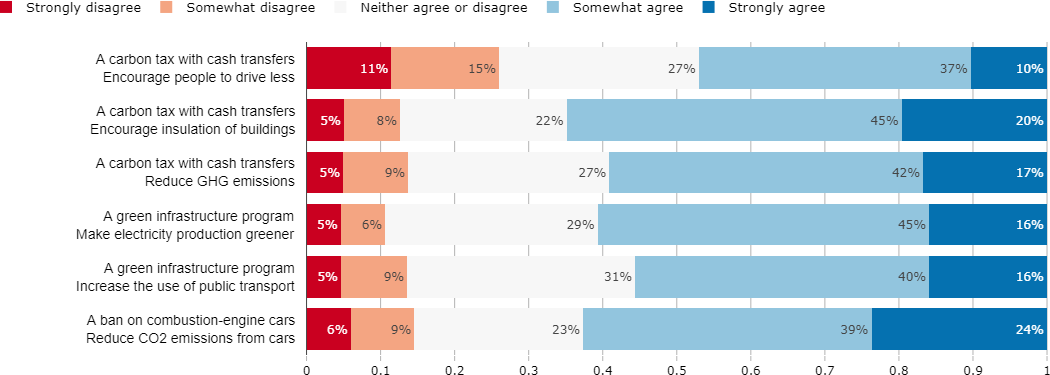 Strongly disagree Somewhat disagree Neither agree or disagree Somewhat agree Strongly agree
A carbon tax with cash transfers
Encourage people to drive less
11% 15% 27% 37% 10%
A carbon tax with cash transfers
Encourage insulation of buildings
5% 8% 22% 45% 20%
A carbon tax with cash transfers
Reduce GHG emissions
5% 9% 27% 42% 17%
A green infrastructure program
Make electricity production greener
5% 6% 29% 45% 16%
A green infrastructure program
Increase the use of public transport
5% 9% 31% 40% 16%
A ban on combustion-engine cars
Reduce CO2 emissions from cars
6% 9% 23% 39% 24%
0 0.1 0.2 0.3 0.4 0.5 0.6 0.7 0.8 0.9 1